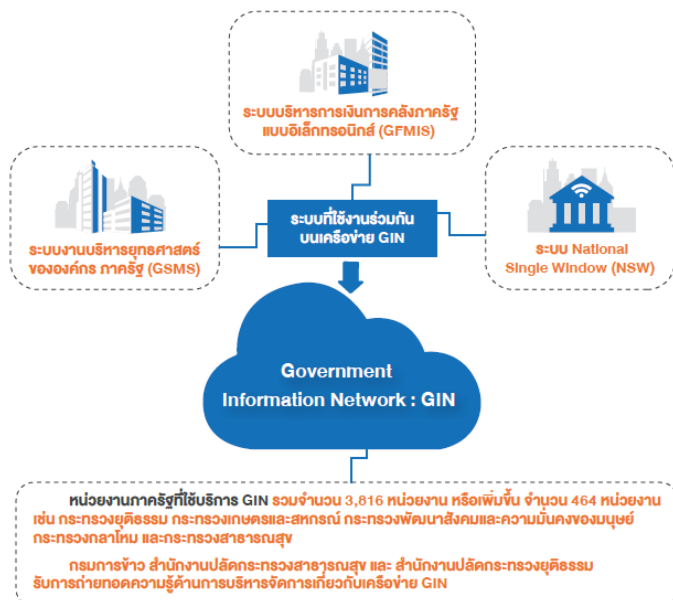 ระบบบริหารการเงินการคลังภาครัฐ
แบบอิเล็กทรอนิกส์ (GFMIS)
ระบบงานบริหารยุทธศาสตร์
ขององค์กร ภาครัฐ (GSMS)
ระบบที่ใช้งานร่วมกัน
บนเครือข่าย GIN
ระบบ National
Single Window (NSW)
Government
Information Network : GIN
หน่วยงานภาครัฐที่ใช้บริการ GIN รวมจำนวน 3,816 หน่วยงาน หรือเพิ่มขึ้น จำนวน 464 หน่วยงาน
เช่น กระทรวงยุติธรรม กระทรวงเกษตรและสหกรณ์ กระทรวงพัฒนาสังคมและความมั่นคงของมนุษย์
กระทรวงกลาโหม และกระทรวงสาธารณสุข
กรมการข้าว สำนักงานปลัดกระทรวงสาธารณสุข และ สำนักงานปลัดกระทรวงยุติธรรม
รับการถ่ายทอดความรู้ด้านการบริหารจัดการเกี่ยวกับเครือข่าย GIN